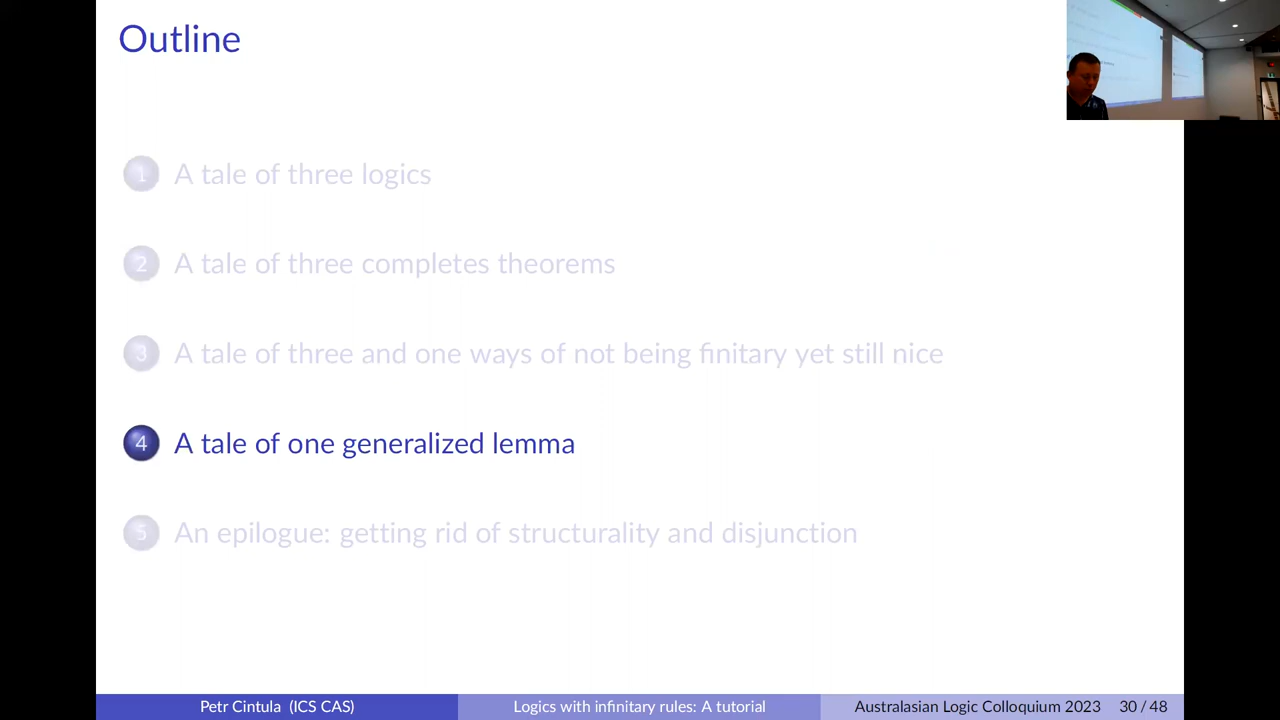 Outline
1 A tale of three logics
2 A tale of three completes theorems
3 A tale of three and one ways of not being finitary yet still nice
4 A tale of one generalized lemma
5 An epilogue: getting rid of structurality and disjunction
Petr Cintula (ICS CAS) Logics with infinitary rules: A tutorial Australasian Logic Colloquium 2023 30 / 48